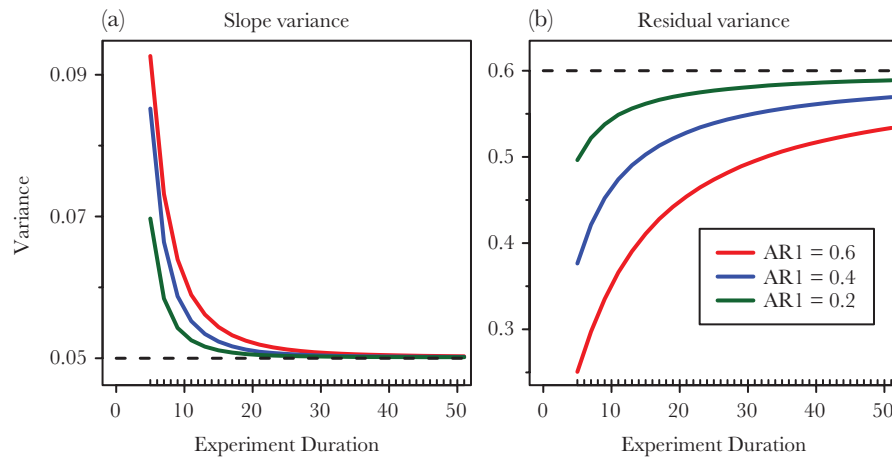 (a) Slope variance
(b) Residual variance
Variance
0.09
0.07
0.05
0 10 20 30 40 50
Experiment Duration
0.6
0.5
0.4
0.3
AR1 = 0.6
AR1 = 0.4
AR1 = 0.2
0 10 20 30 40 50
Experiment Duration